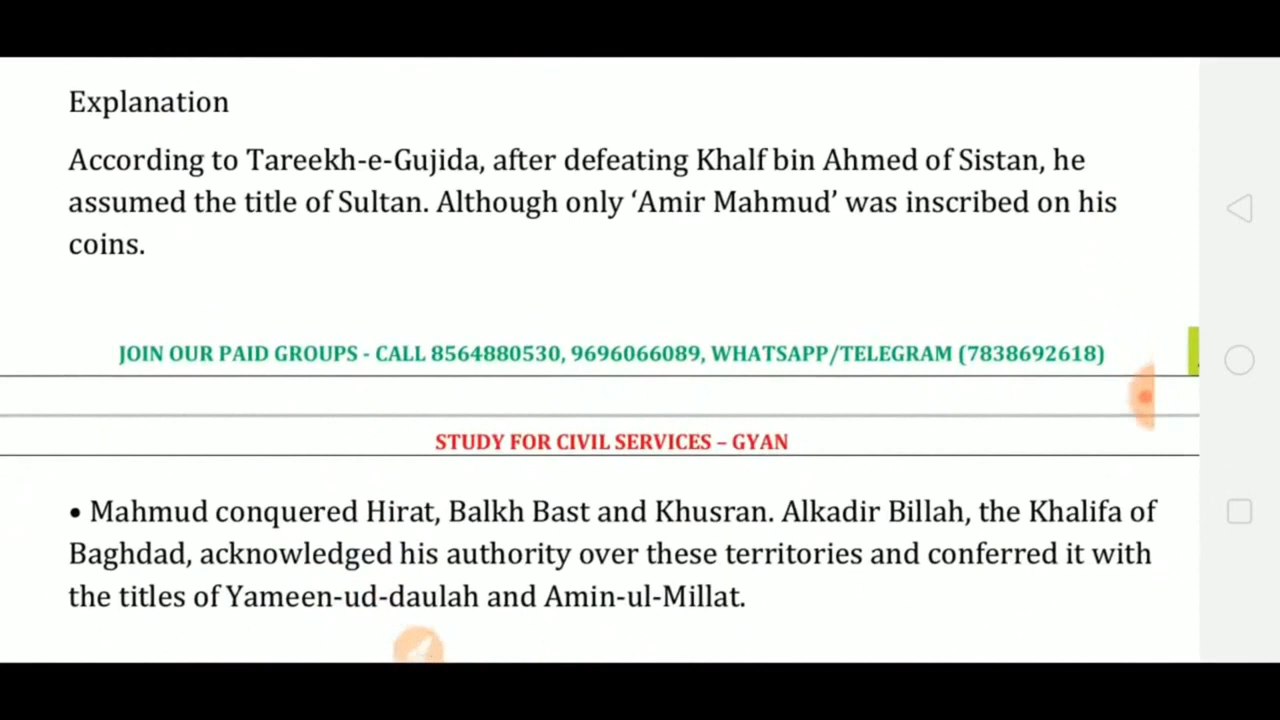 Explanation
According to Tareekh-e-Gujida, after defeating Khalf bin Ahmed of Sistan, he
assumed the title of Sultan. Although only ‘Amir Mahmud’ was inscribed on his
coins.
JOIN OUR PAID GROUPS - CALL 8564880530, 9696066089, WHATSAPP/TELEGRAM (7838692618)
STUDY FOR CIVIL SERVICES – GYAN
• Mahmud conquered Hirat, Balkh Bast and Khusran. Alkadir Billah, the Khalifa of
Baghdad, acknowledged his authority over these territories and conferred it with
the titles of Yameen-ud-daulah and Amin-ul-Millat.